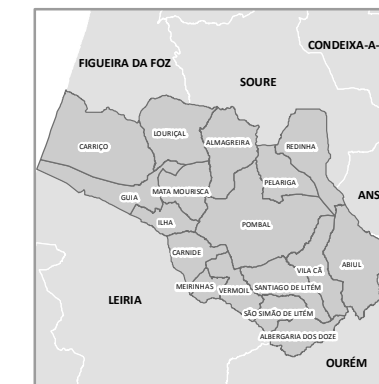 CONDEIXA-A-
FIGUEIRA DA FOZ
SOURE
LOURIÇAL
ALMAGREIRA
CARRIÇO
REDINHA
PELARIGA
MATA MOURISCA
GUIA
ANS
ILHA
POMBAL
CARNIDE
VILA CÃ
ABIUL
MEIRINHAS
VERMOIL
SANTIAGO DE LITÉM
LEIRIA
SÃO SIMÃO DE LITÉM
ALBERGARIA DOS DOZE
OURÉM